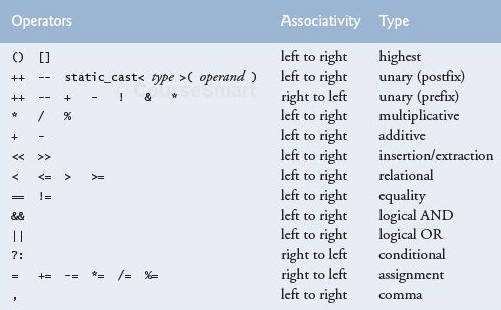 Operators Associativity Type
() [] left to right highest
++ -- static_cast< type >( operand ) left to right unary (postfix)
++ -- + - ! & * right to left unary (prefix)
* / % left to right multiplicative
+ - left to right additive
<< >> left to right insertion/extraction
< <= > >= left to right relational
== != left to right equality
&& left to right logical AND
|| left to right logical OR
?: right to left conditional
= += -= *= /= %= right to left assignment
, left to right comma
CourseSmart